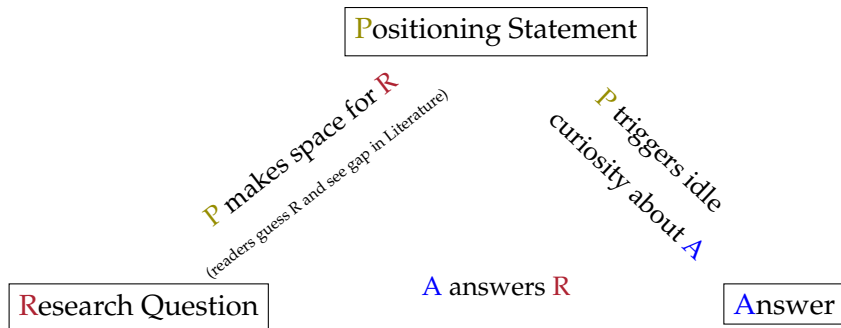 Positioning Statement
P makes space for R
(readers guess R and see gap in Literature)
P triggers idle
curiosity about A
A answers R
Research Question
Answer